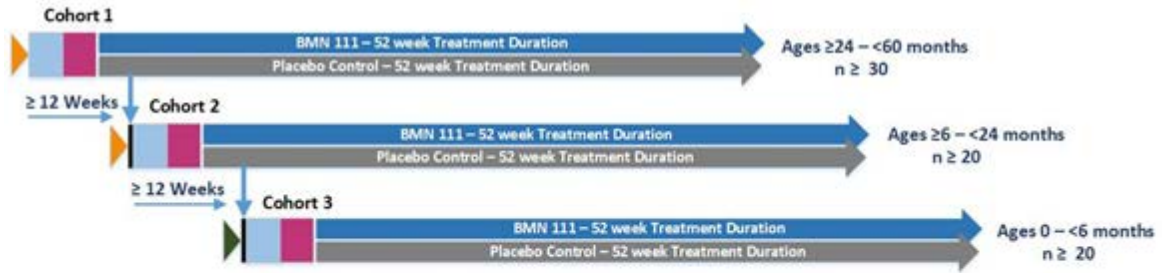 Cohort 1
BMN 111 – 52 week Treatment Duration
Placebo Control – 52 week Treatment Duration
Ages ≥24 – <60 months
n ≥ 30
≥ 12 Weeks
Cohort 2
BMN 111 – 52 week Treatment Duration
Placebo Control – 52 week Treatment Duration
Ages ≥6 – <24 months
n ≥20
≥ 12 Weeks
Cohort 3
BMN 111 – 52 week Treatment Duration
Placebo Control – 52 week Treatment Duration
Ages 0 – <6 months
n ≥ 20